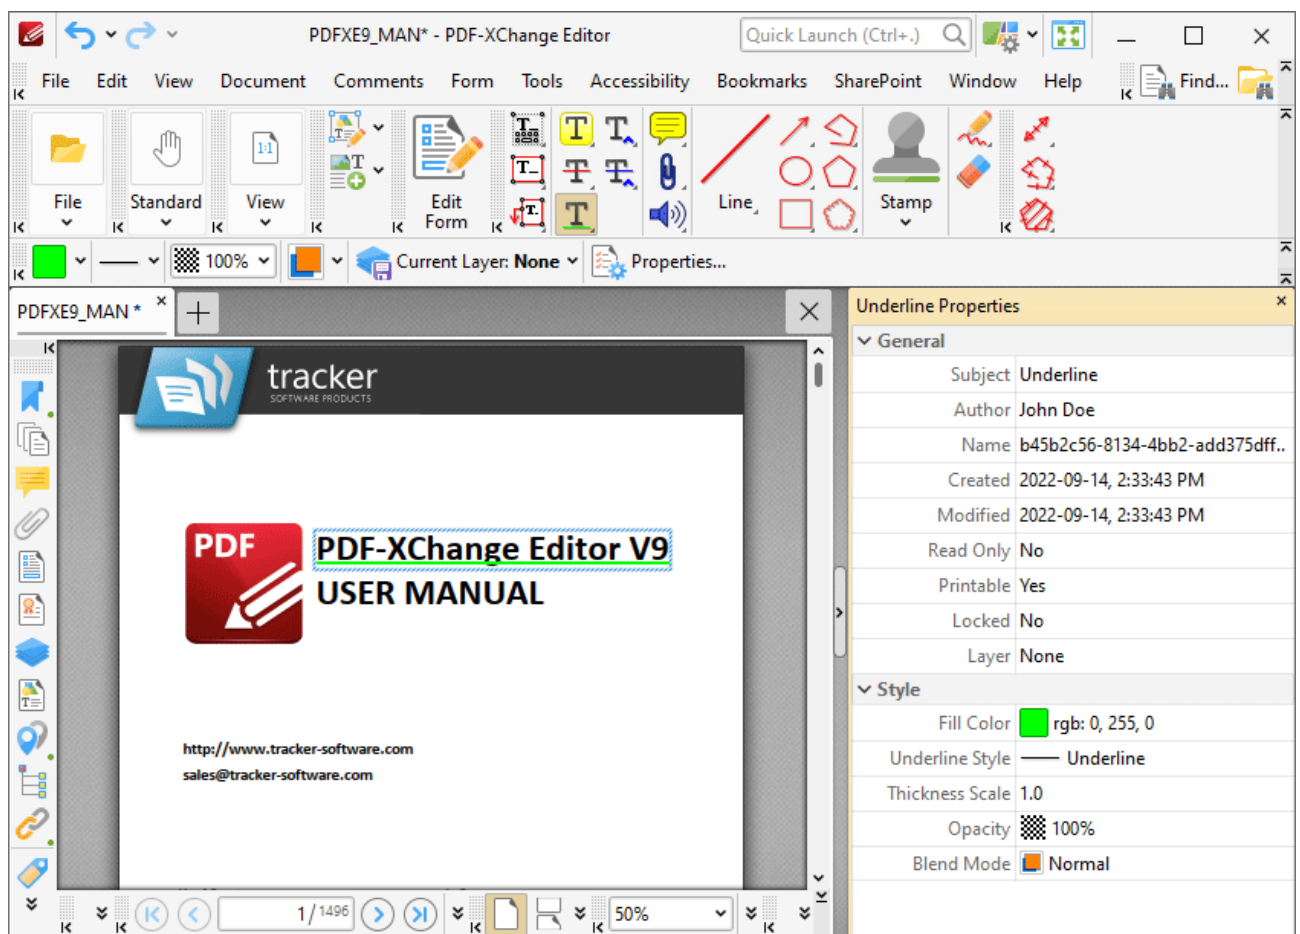 PDFXE9_MAN* - PDF-XChange Editor
Quick Launch (Ctrl+.)
File Edit View Document Comments Form Tools Accessibility Bookmarks SharePoint Window Help Find...
File
Standard
1:1
View
Edit
Form
Line
Stamp
100%
Current Layer: None
Properties...
PDFXE9_MAN *
tracker
SOFTWARE PRODUCTS
PDF
PDF-XChange Editor V9
USER MANUAL
http://www.tracker-software.com
sales@tracker-software.com
1/1496
50%
Underline Properties
General
Subject Underline
Author John Doe
Name b45b2c56-8134-4bb2-add375dff..
Created 2022-09-14, 2:33:43 PM
Modified 2022-09-14, 2:33:43 PM
Read Only No
Printable Yes
Locked No
Layer None
Style
Fill Color rgb: 0, 255, 0
Underline Style Underline
Thickness Scale 1.0
Opacity 100%
Blend Mode Normal